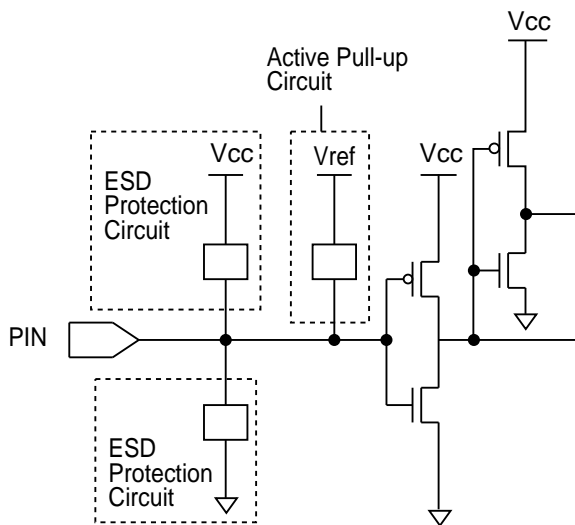 Vcc
Active Pull-up
Circuit
Vcc
Vref
Vcc
ESD
Protection
Circuit
PIN
ESD
Protection
Circuit